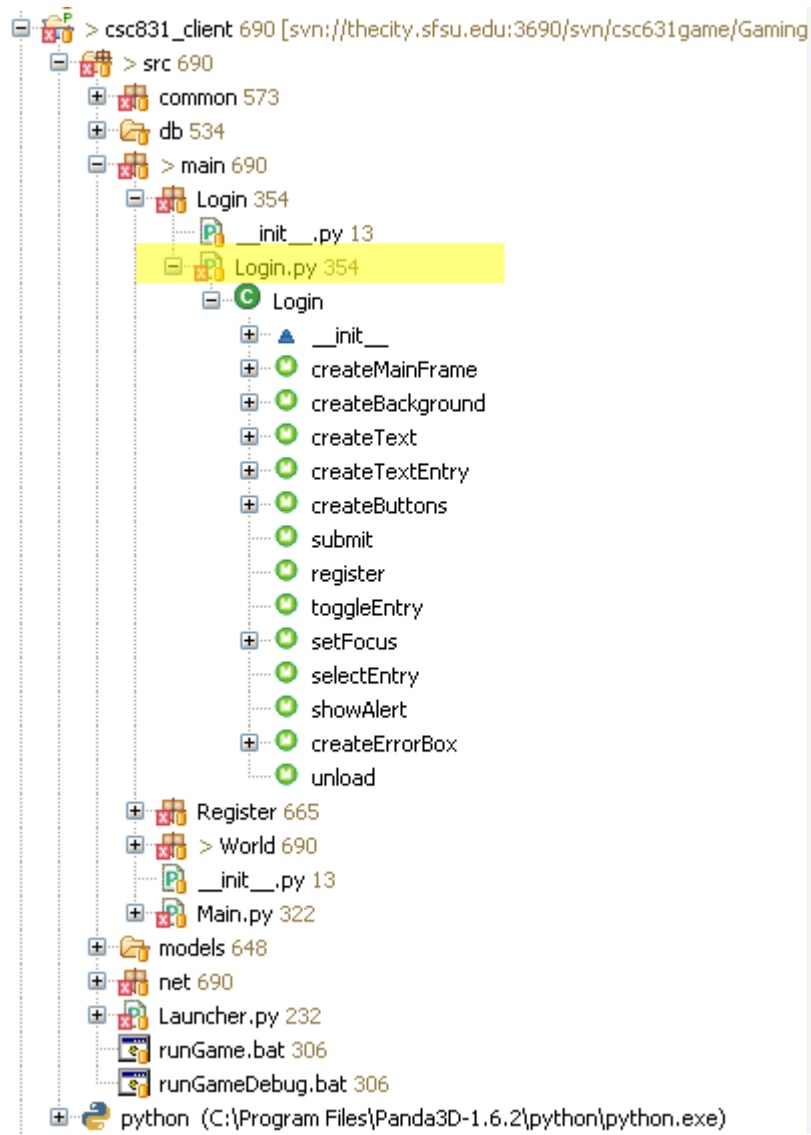 > csc831_client 690 [svn://thecity.sfsu.edu:3690/svn/csc631game/Gaming
> src 690
common 573
db 534
> main 690
Login 354
__init__.py 13
Login.py 354
Login
__init__
createMainFrame
createBackground
createText
createTextEntry
createButtons
submit
register
toggleEntry
setFocus
selectEntry
showAlert
createErrorBox
unload
Register 665
> World 690
__init__.py 13
Main.py 322
models 648
net 690
Launcher.py 232
runGame.bat 306
runGameDebug.bat 306
python (C:\Program Files\Panda3D-1.6.2\python\python.exe)